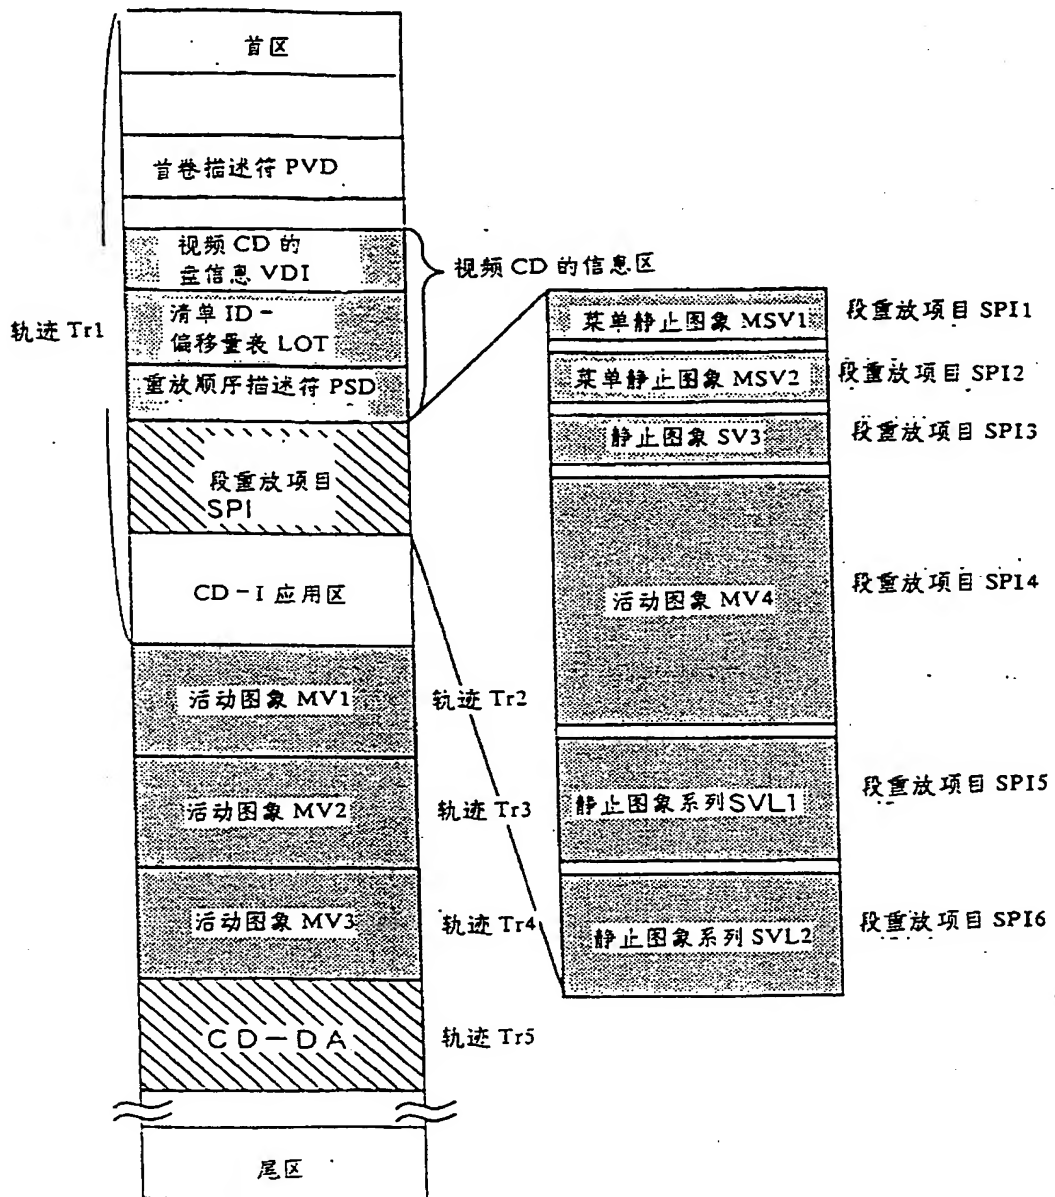 首区
首卷描述符 PVD
视频 CD 的
盘信息 VDI
视频 CD 的信息区
清单 ID-
偏移量表 LOT
轨迹 Tr1
重放顺序描述符 PSD
段重放项目
SPI
CD-I 应用区
活动图象 MV1
轨迹 Tr2
活动图象 MV2
轨迹 Tr3
活动图象 MV3
轨迹 Tr4
CD-DA
轨迹 Tr5
尾区
菜单静止图象 MSV1
段重放项目 SPI1
菜单静止图象 MSV2
段重放项目 SPI2
静止图象 SV3
段重放项目 SPI3
活动图象 MV4
段重放项目 SPI4
静止图象系列SVL1
段重放项目 SPI5
静止图象系列 SVL2
段重放项目 SPI6